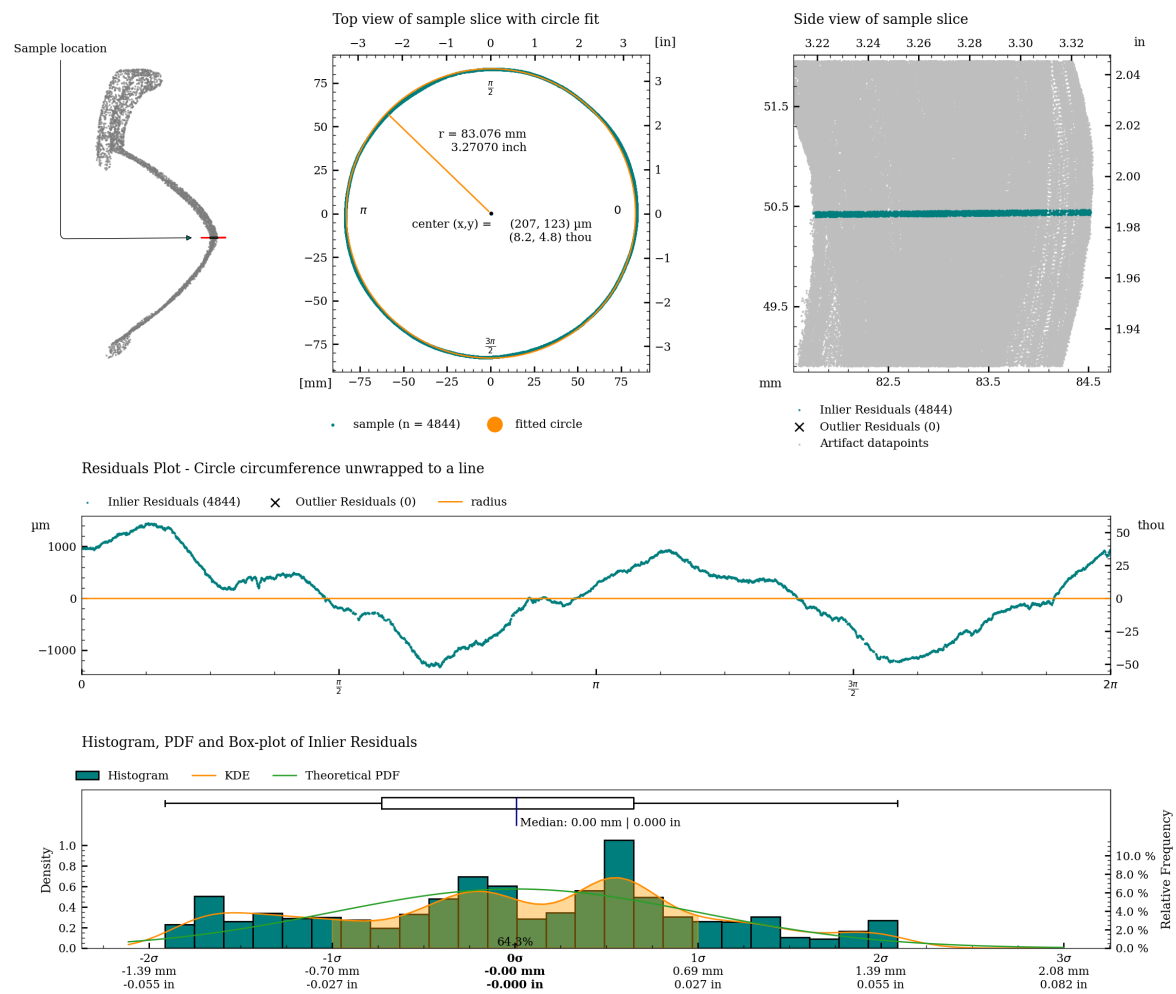 Top view of sample slice with circle fit
Side view of sample slice
Sample location
−3 −2 −1 0 1 2 3 [in]
3.22 3.24 3.26 3.28 3.30 3.32 in
75
50
25
0
−25
−50
−75
3
2
1
0
−1
−2
−3
π/2
r = 83.076 mm
3.27070 inch
π
0
center (x,y) = (207, 123) µm
(8.2, 4.8) thou
3π/2
[mm] −75 −50 −25 0 25 50 75
51.5
50.5
49.5
2.04
2.02
2.00
1.98
1.96
1.94
mm 82.5 83.5 84.5
sample (n = 4844) fitted circle
Inlier Residuals (4844)
Outlier Residuals (0)
Artifact datapoints
Residuals Plot - Circle circumference unwrapped to a line
Inlier Residuals (4844) Outlier Residuals (0) radius
µm
thou
1000
0
−1000
50
25
0
−25
−50
0 π/2 π 3π/2 2π
Histogram, PDF and Box-plot of Inlier Residuals
Histogram KDE Theoretical PDF
Median: 0.00 mm | 0.000 in
Density
1.0
0.8
0.6
0.4
0.2
0.0
Relative Frequency
10.0 %
8.0 %
6.0 %
4.0 %
2.0 %
0.0 %
64.3%
-2σ -1σ 0σ 1σ 2σ 3σ
-1.39 mm -0.70 mm -0.00 mm 0.69 mm 1.39 mm 2.08 mm
-0.055 in -0.027 in -0.000 in 0.027 in 0.055 in 0.082 in